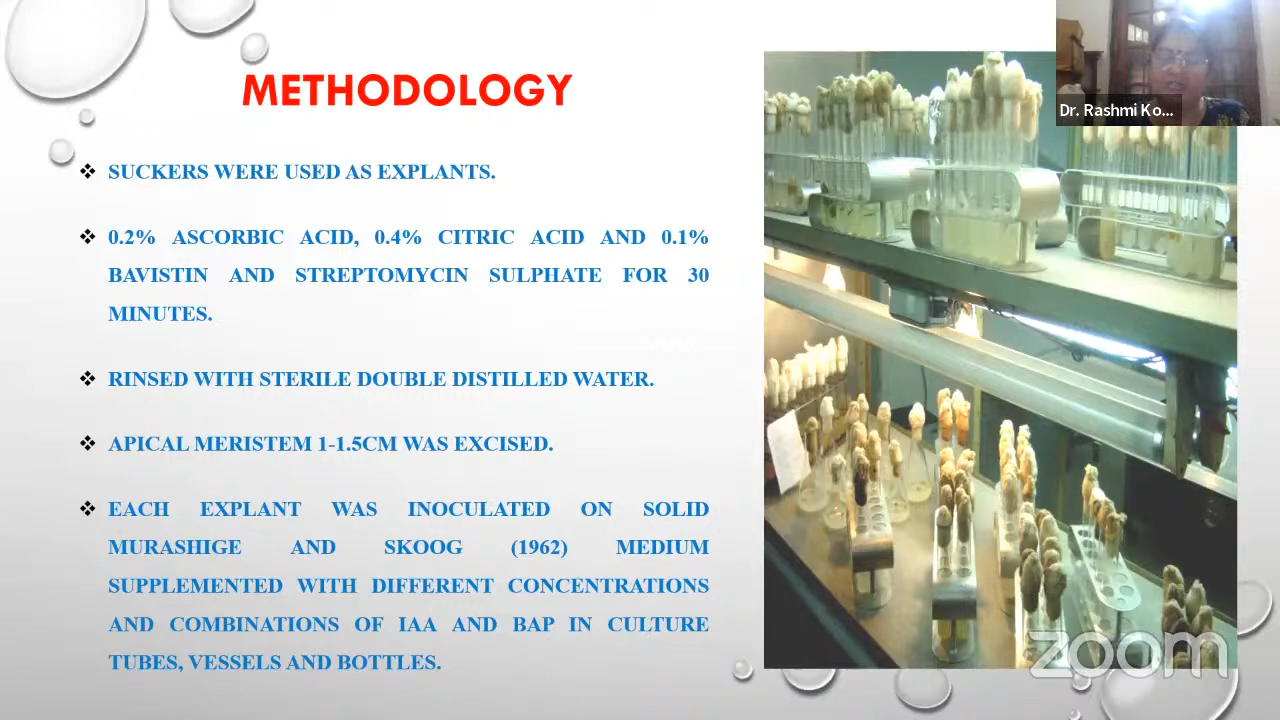 METHODOLOGY
SUCKERS WERE USED AS EXPLANTS.
0.2% ASCORBIC ACID, 0.4% CITRIC ACID AND 0.1%
BAVISTIN AND STREPTOMYCIN SULPHATE FOR 30
MINUTES.
RINSED WITH STERILE DOUBLE DISTILLED WATER.
APICAL MERISTEM 1-1.5CM WAS EXCISED.
EACH EXPLANT WAS INOCULATED ON SOLID
MURASHIGE AND SKOOG (1962) MEDIUM
SUPPLEMENTED WITH DIFFERENT CONCENTRATIONS
AND COMBINATIONS OF IAA AND BAP IN CULTURE
TUBES, VESSELS AND BOTTLES.
Dr. Rashmi Ko...
zoom